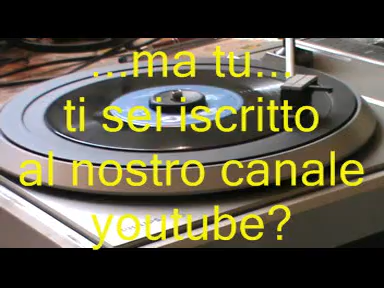 ...ma tu...
ti sei iscritto
al nostro canale
youtube?